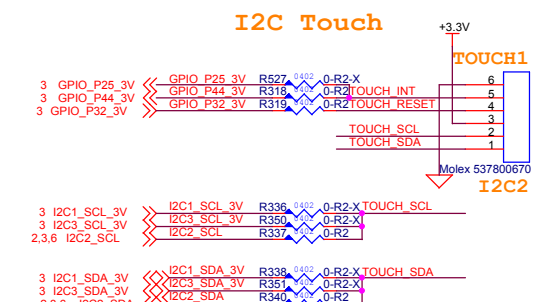 I2C Touch
+3.3V
TOUCH1
3 GPIO_P25_3V GPIO_P25_3V R527 0402 0-R2-X 6
3 GPIO_P44_3V GPIO_P44_3V R318 0402 0-R2 TOUCH_INT 5
3 GPIO_P32_3V GPIO_P32_3V R319 0402 0-R2 TOUCH_RESET 4
3
TOUCH_SCL 2
TOUCH_SDA 1
Molex 537800670
I2C2
3 I2C1_SCL_3V I2C1_SCL_3V R336 0402 0-R2-X TOUCH_SCL
3 I2C3_SCL_3V I2C3_SCL_3V R350 0402 0-R2-X
2,3,6 I2C2_SCL I2C2_SCL R337 0402 0-R2
3 I2C1_SDA_3V I2C1_SDA_3V R338 0402 0-R2-X TOUCH_SDA
3 I2C3_SDA_3V I2C3_SDA_3V R351 0402 0-R2-X
I2C2_SDA R340 0402 0-R2